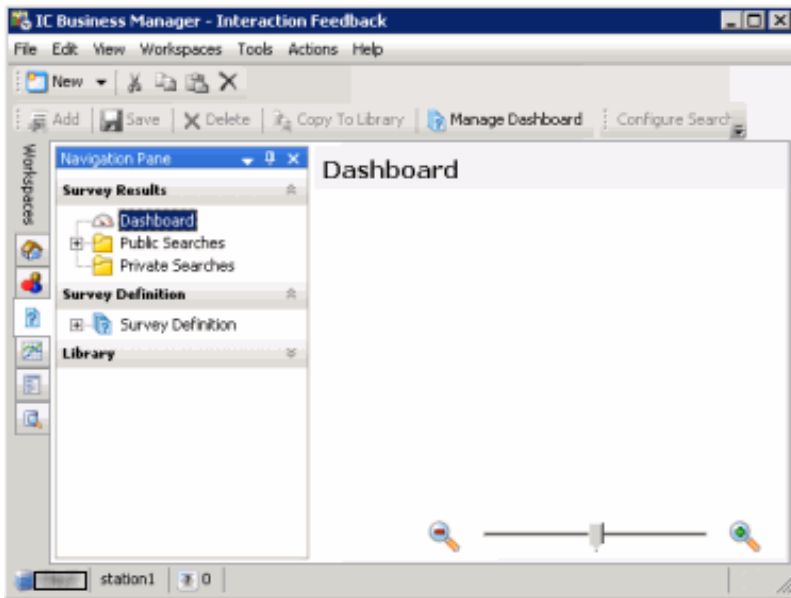 IC Business Manager - Interaction Feedback
File Edit View Workspaces Tools Actions Help
New
Add Save Delete Copy To Library Manage Dashboard Configure Search
Workspaces
Navigation Pane
Dashboard
Survey Results
Dashboard
Public Searches
Private Searches
Survey Definition
Survey Definition
Library
station1 0